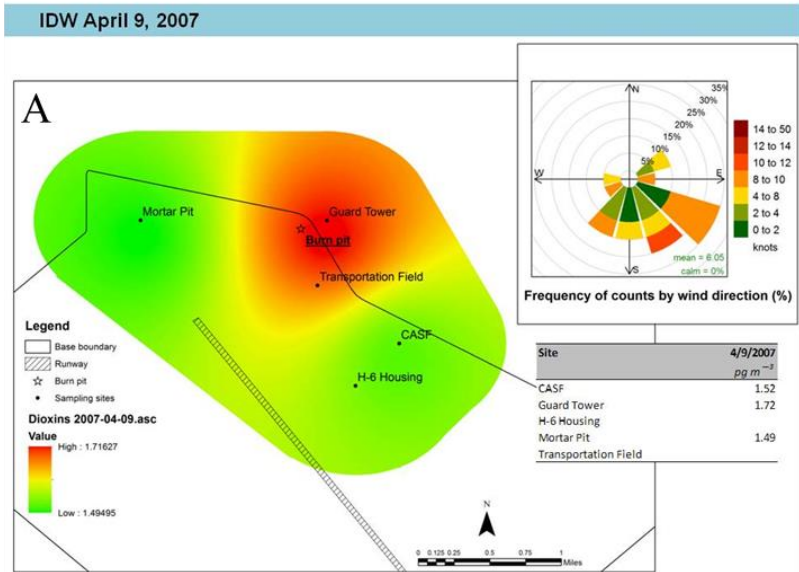 IDW April 9, 2007
A
Mortar Pit
Guard Tower
Burn pit
Transportation Field
CASF
H-6 Housing
Legend
Base boundary
Runway
Burn pit
Sampling sites
Dioxins 2007-04-09.asc
Value
High : 1.71627
Low : 1.49495
N
0 0.125 0.25 0.5 0.75 1
Miles
N
W
E
S
5%
10%
15%
20%
25%
30%
35%
14 to 50
12 to 14
10 to 12
8 to 10
4 to 8
2 to 4
0 to 2
knots
mean = 6.05
calm = 0%
Frequency of counts by wind direction (%)
Site 4/9/2007
pg m⁻³
CASF 1.52
Guard Tower 1.72
H-6 Housing
Mortar Pit 1.49
Transportation Field